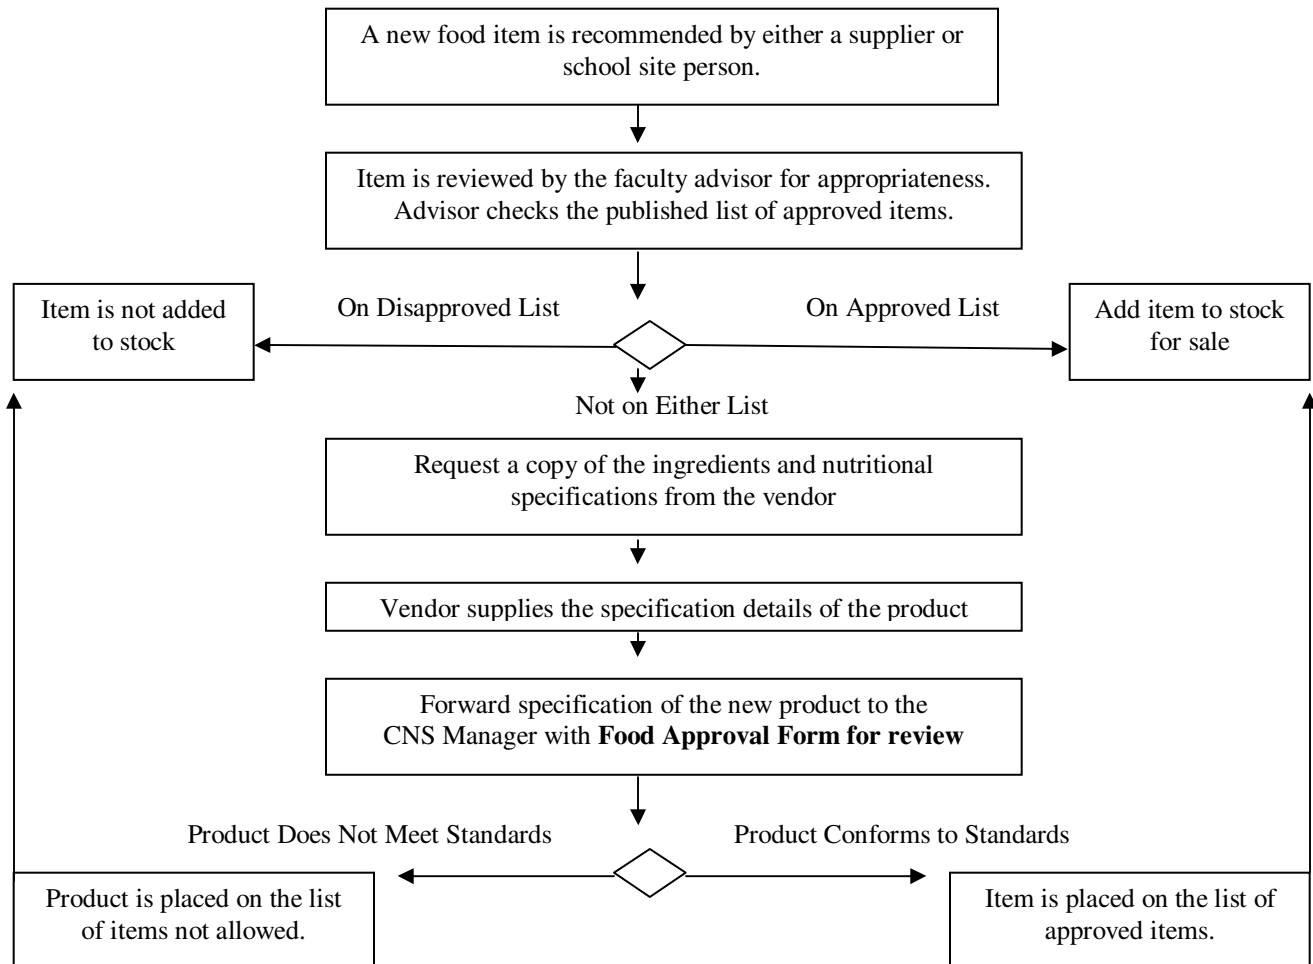 A new food item is recommended by either a supplier or
school site person.
Item is reviewed by the faculty advisor for appropriateness.
Advisor checks the published list of approved items.
Item is not added
to stock
On Disapproved List
On Approved List
Add item to stock
for sale
Not on Either List
Request a copy of the ingredients and nutritional
specifications from the vendor
Vendor supplies the specification details of the product
Forward specification of the new product to the
CNS Manager with Food Approval Form for review
Product Does Not Meet Standards
Product Conforms to Standards
Product is placed on the list
of items not allowed.
Item is placed on the list of
approved items.